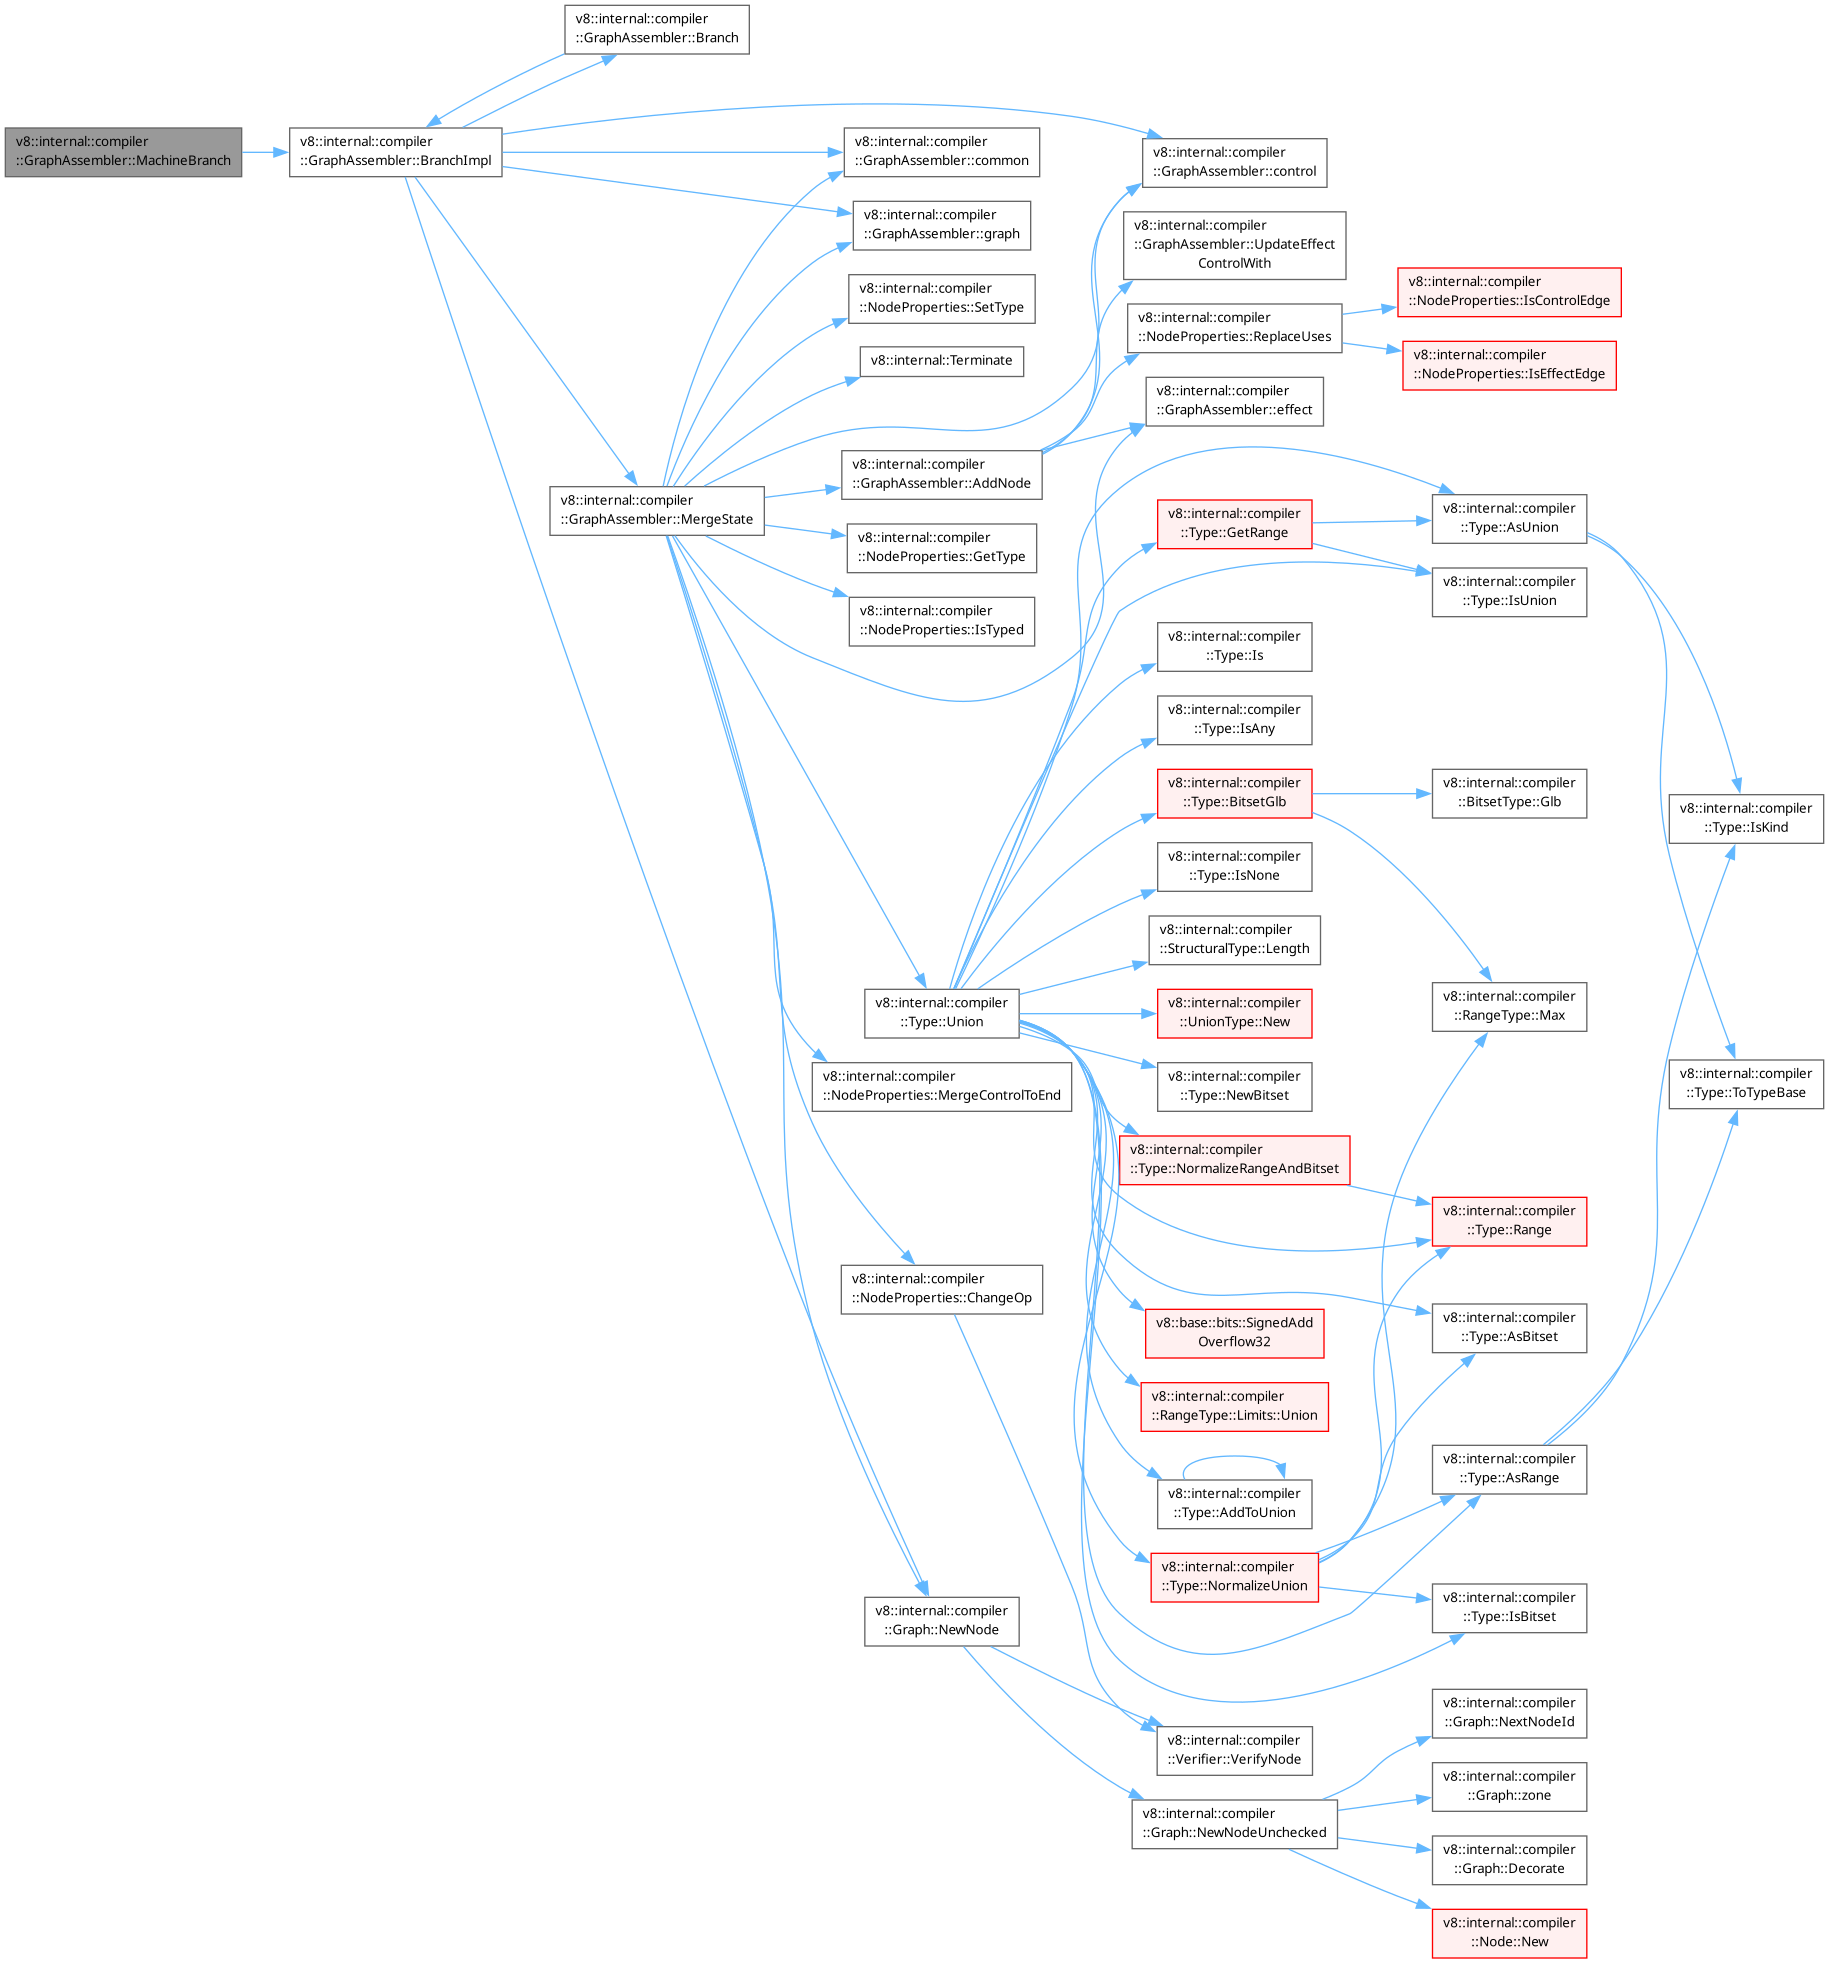 v8::internal::compiler
::GraphAssembler::MachineBranch
v8::internal::compiler
::GraphAssembler::BranchImpl
v8::internal::compiler
::GraphAssembler::Branch
v8::internal::compiler
::GraphAssembler::common
v8::internal::compiler
::GraphAssembler::control
v8::internal::compiler
::GraphAssembler::graph
v8::internal::compiler
::GraphAssembler::UpdateEffect
ControlWith
v8::internal::compiler
::NodeProperties::SetType
v8::internal::compiler
::NodeProperties::ReplaceUses
v8::internal::compiler
::NodeProperties::IsControlEdge
v8::internal::compiler
::NodeProperties::IsEffectEdge
v8::internal::Terminate
v8::internal::compiler
::GraphAssembler::effect
v8::internal::compiler
::GraphAssembler::AddNode
v8::internal::compiler
::GraphAssembler::MergeState
v8::internal::compiler
::NodeProperties::GetType
v8::internal::compiler
::NodeProperties::IsTyped
v8::internal::compiler
::Type::GetRange
v8::internal::compiler
::Type::AsUnion
v8::internal::compiler
::Type::IsUnion
v8::internal::compiler
::Type::Is
v8::internal::compiler
::Type::IsAny
v8::internal::compiler
::Type::BitsetGlb
v8::internal::compiler
::BitsetType::Glb
v8::internal::compiler
::Type::IsKind
v8::internal::compiler
::Type::IsNone
v8::internal::compiler
::StructuralType::Length
v8::internal::compiler
::Type::Union
v8::internal::compiler
::UnionType::New
v8::internal::compiler
::RangeType::Max
v8::internal::compiler
::Type::NewBitset
v8::internal::compiler
::Type::ToTypeBase
v8::internal::compiler
::NodeProperties::MergeControlToEnd
v8::internal::compiler
::Type::NormalizeRangeAndBitset
v8::internal::compiler
::Type::Range
v8::internal::compiler
::NodeProperties::ChangeOp
v8::base::bits::SignedAdd
Overflow32
v8::internal::compiler
::Type::AsBitset
v8::internal::compiler
::RangeType::Limits::Union
v8::internal::compiler
::Type::AsRange
v8::internal::compiler
::Type::AddToUnion
v8::internal::compiler
::Type::NormalizeUnion
v8::internal::compiler
::Type::IsBitset
v8::internal::compiler
::Graph::NewNode
v8::internal::compiler
::Verifier::VerifyNode
v8::internal::compiler
::Graph::NextNodeId
v8::internal::compiler
::Graph::zone
v8::internal::compiler
::Graph::NewNodeUnchecked
v8::internal::compiler
::Graph::Decorate
v8::internal::compiler
::Node::New